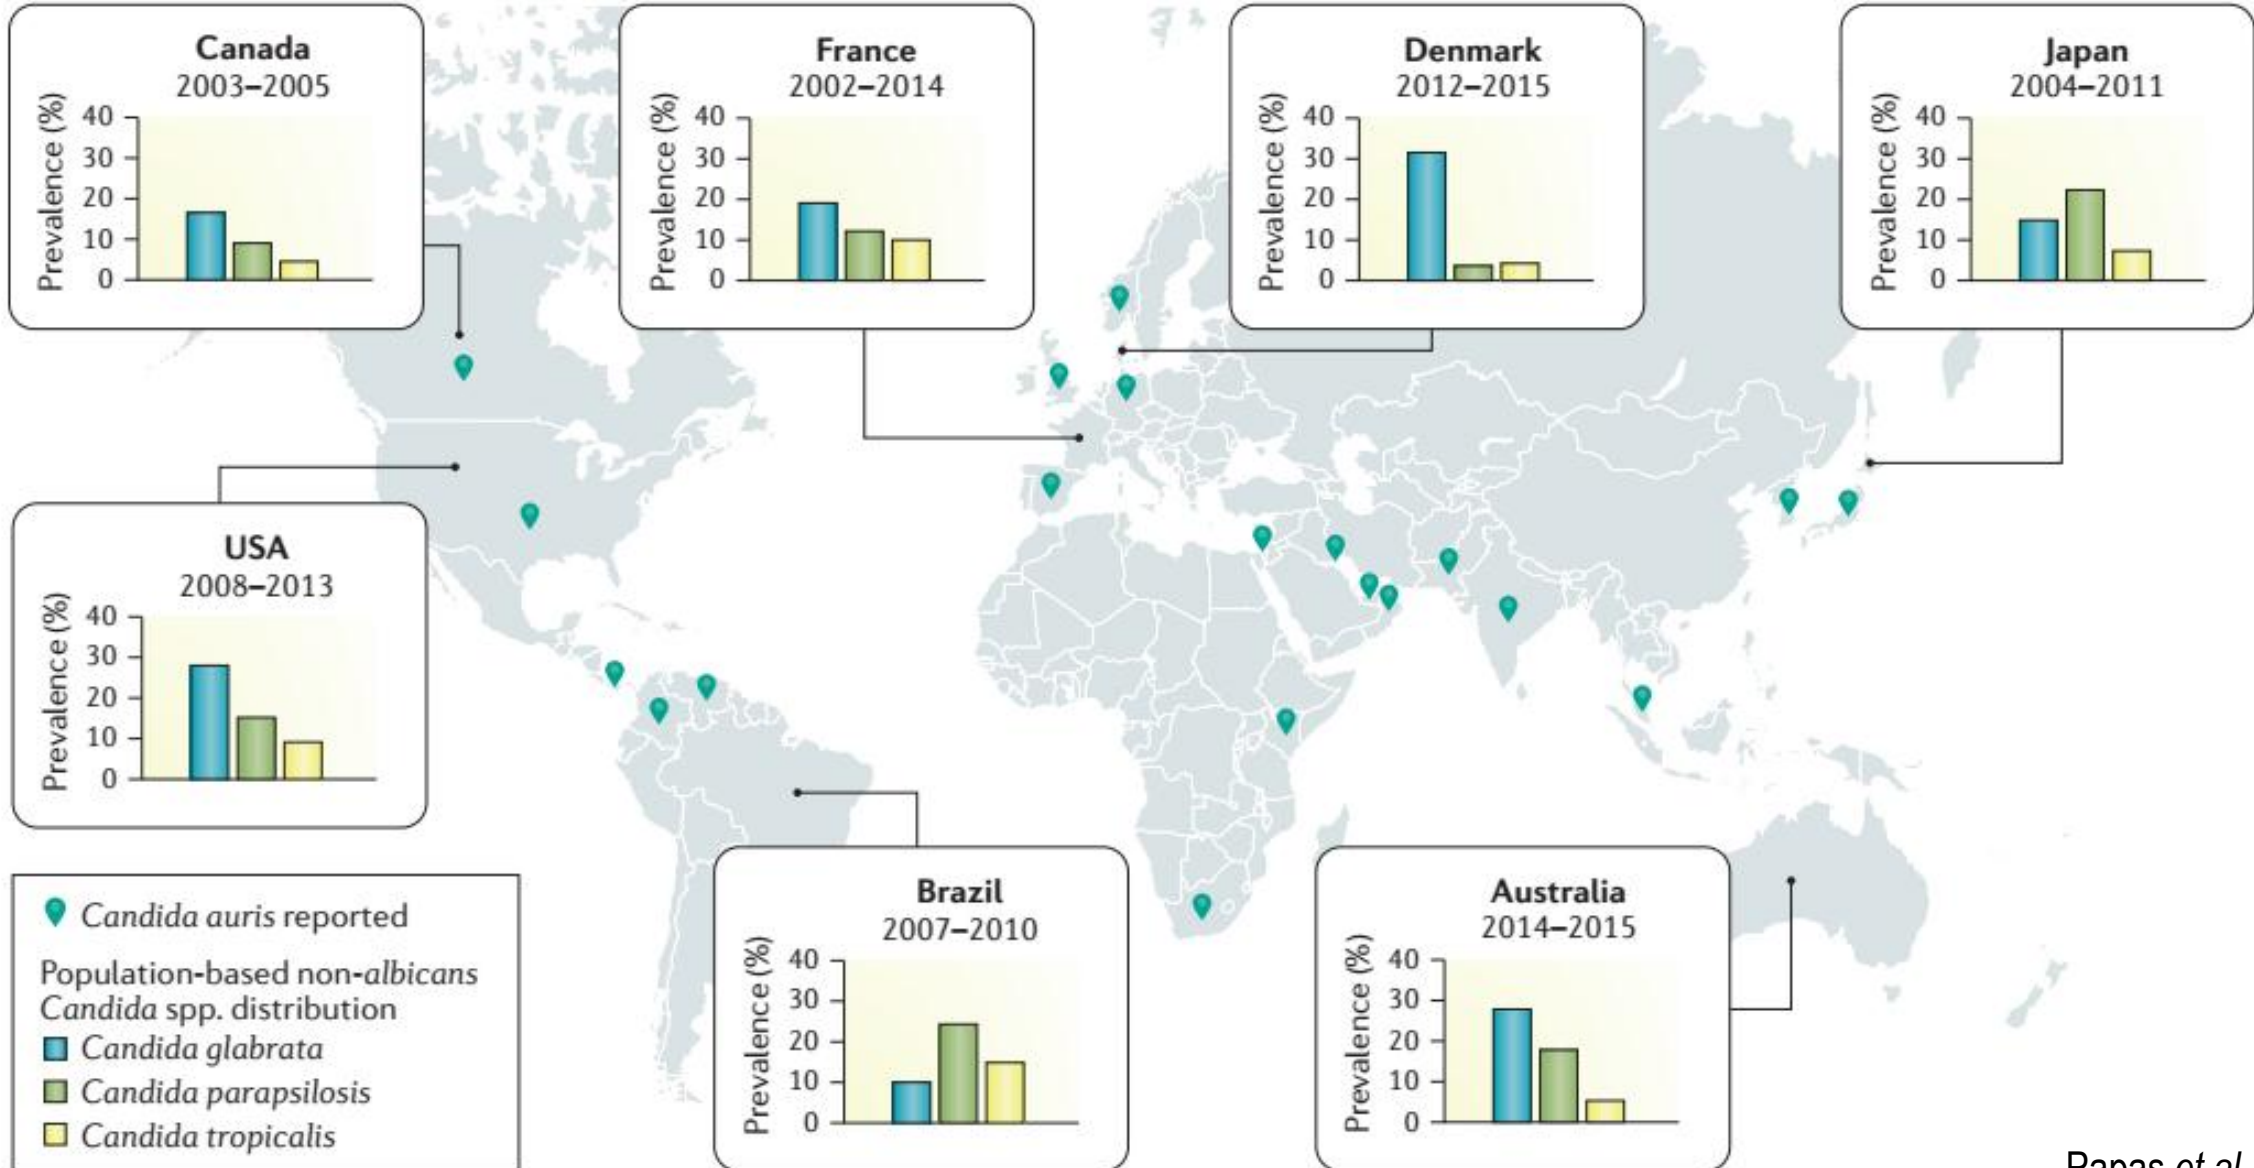 Canada
2003–2005
Prevalence (%)
40
30
20
10
0
France
2002–2014
Prevalence (%)
40
30
20
10
0
Denmark
2012–2015
Prevalence (%)
40
30
20
10
0
Japan
2004–2011
Prevalence (%)
40
30
20
10
0
USA
2008–2013
Prevalence (%)
40
30
20
10
0
Brazil
2007–2010
Prevalence (%)
40
30
20
10
0
Australia
2014–2015
Prevalence (%)
40
30
20
10
0
Candida auris reported
Population-based non-albicans
Candida spp. distribution
Candida glabrata
Candida parapsilosis
Candida tropicalis
Papas et al